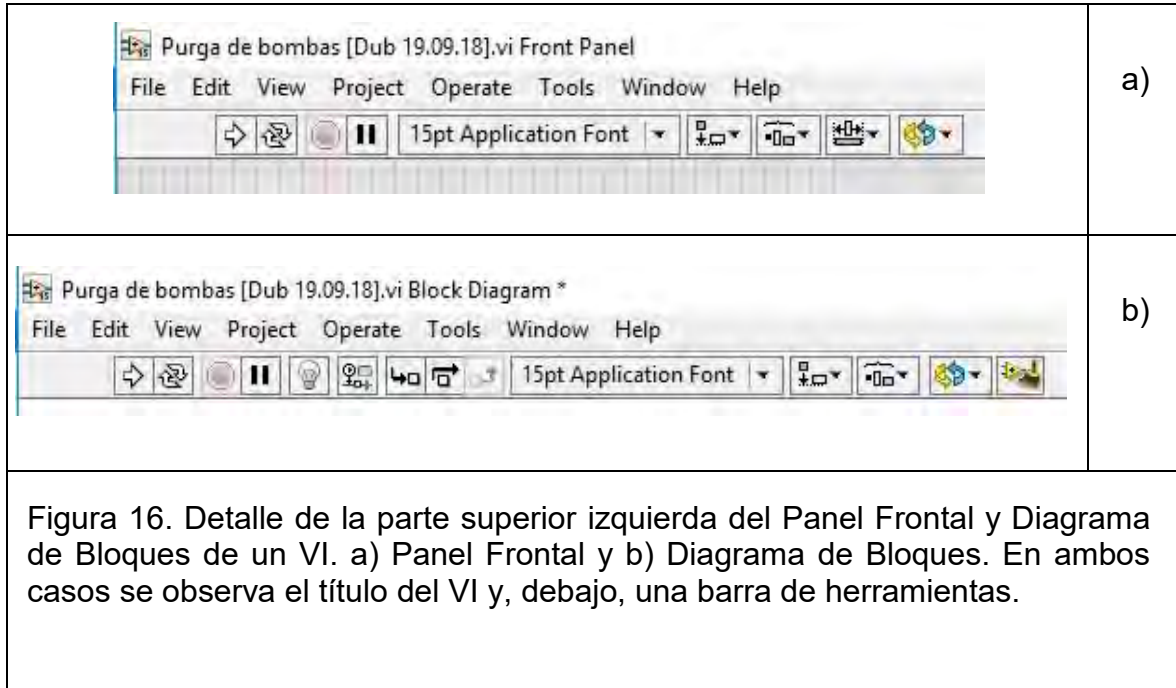 Purga de bombas [Dub 19.09.18].vi Front Panel
File Edit View Project Operate Tools Window Help
15pt Application Font
a)
Purga de bombas [Dub 19.09.18].vi Block Diagram *
File Edit View Project Operate Tools Window Help
15pt Application Font
b)
Figura 16. Detalle de la parte superior izquierda del Panel Frontal y Diagrama
de Bloques de un VI. a) Panel Frontal y b) Diagrama de Bloques. En ambos
casos se observa el título del VI y, debajo, una barra de herramientas.